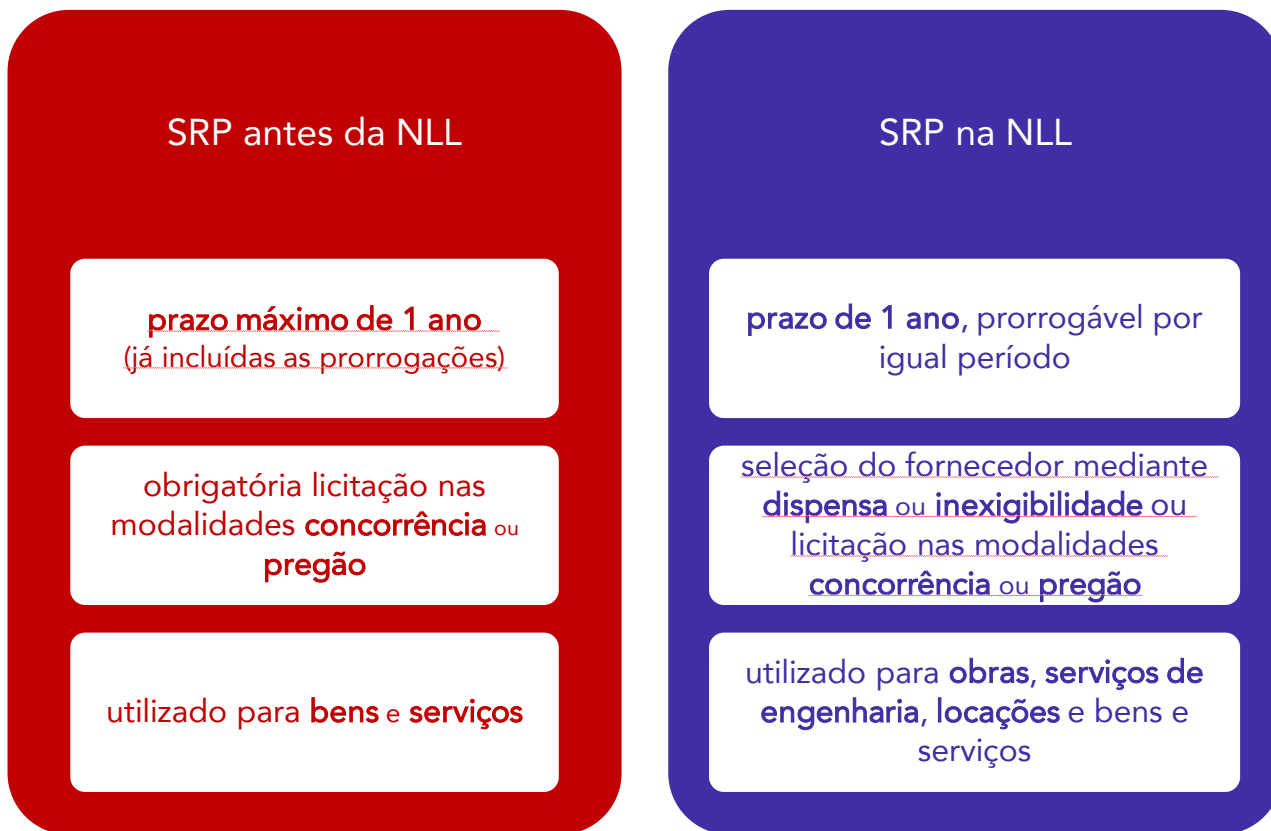 SRP antes da NLL
prazo máximo de 1 ano
(já incluídas as prorrogações)
obrigatória licitação nas
modalidades concorrência ou
pregão
utilizado para bens e serviços
SRP na NLL
prazo de 1 ano, prorrogável por
igual período
seleção do fornecedor mediante
dispensa ou inexigibilidade ou
licitação nas modalidades
concorrência ou pregão
utilizado para obras, serviços de
engenharia, locações e bens e
serviços